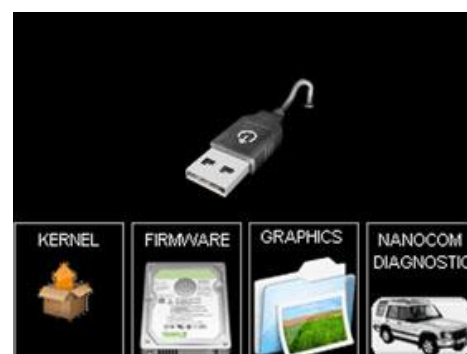 KERNEL
FIRMWARE
GRAPHICS
NANOCOM
DIAGNOSTIC